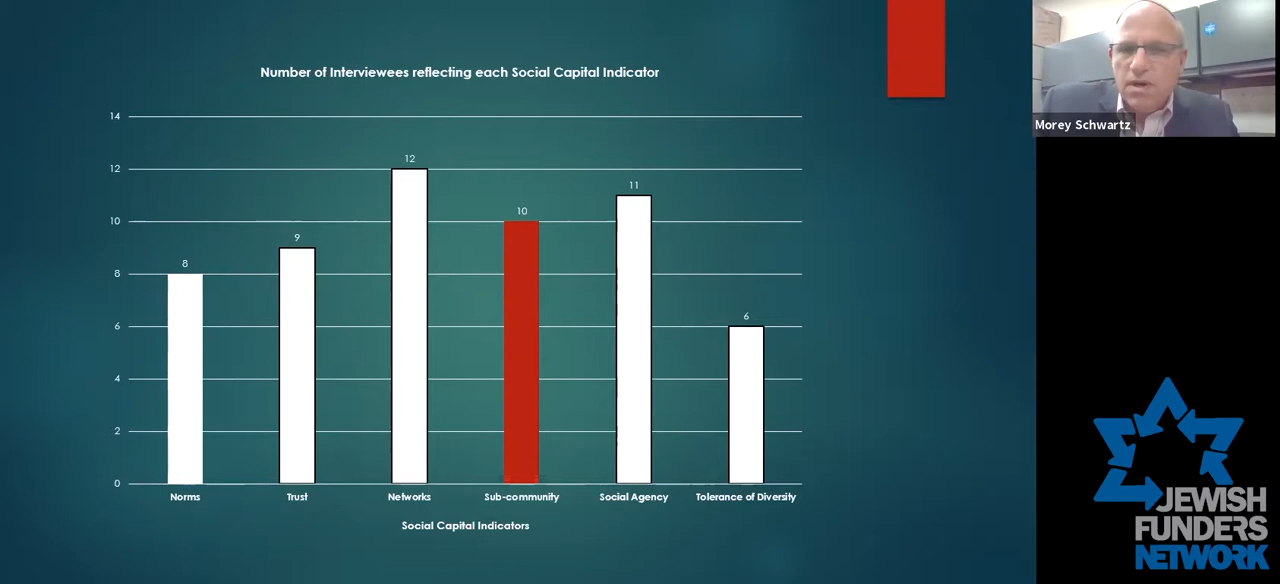 Number of Interviewees reflecting each Social Capital Indicator
14
12
10
8
6
4
2
0
8
9
12
10
11
6
Norms
Trust
Networks
Sub-community
Social Agency
Tolerance of Diversity
Social Capital Indicators
Morey Schwartz
JEWISH
FUNDERS
NETWORK